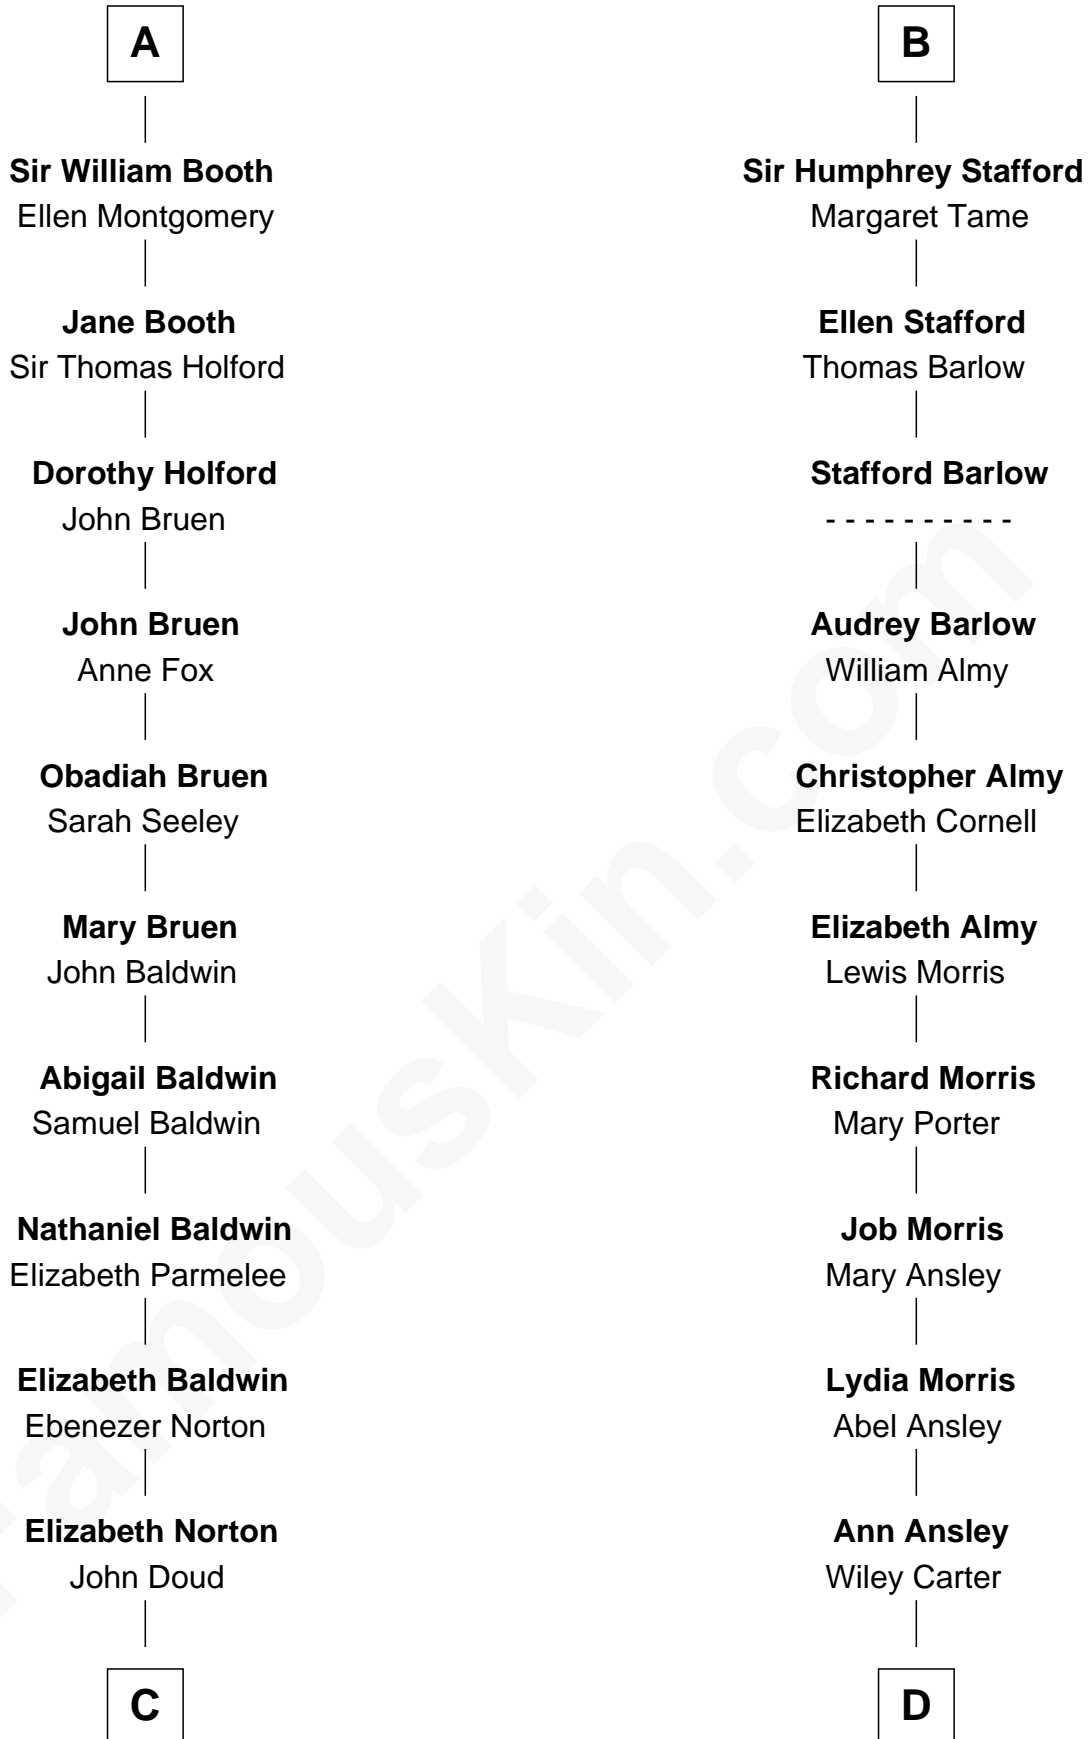 A
Sir William Booth
Ellen Montgomery
Jane Booth
Sir Thomas Holford
Dorothy Holford
John Bruen
John Bruen
Anne Fox
Obadiah Bruen
Sarah Seeley
Mary Bruen
John Baldwin
Abigail Baldwin
Samuel Baldwin
Nathaniel Baldwin
Elizabeth Parmelee
Elizabeth Baldwin
Ebenezer Norton
Elizabeth Norton
John Doud
C
B
Sir Humphrey Stafford
Margaret Tame
Ellen Stafford
Thomas Barlow
Stafford Barlow
- - - - - - - - - -
Audrey Barlow
William Almy
Christopher Almy
Elizabeth Cornell
Elizabeth Almy
Lewis Morris
Richard Morris
Mary Porter
Job Morris
Mary Ansley
Lydia Morris
Abel Ansley
Ann Ansley
Wiley Carter
D
FamousKin.com